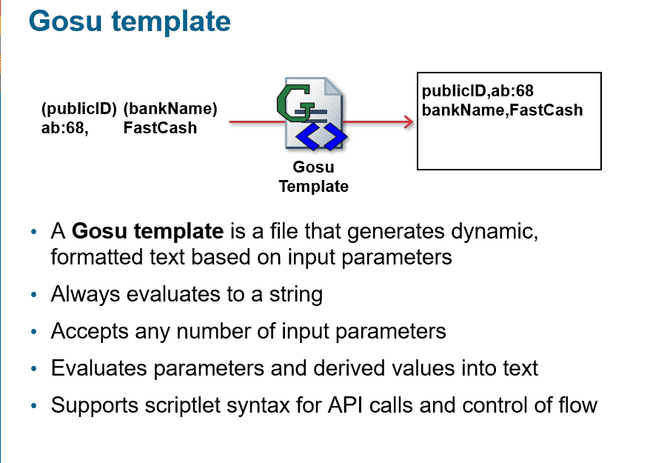 Gosu template
(publicID) (bankName)
ab:68, FastCash
publicID,ab:68
bankName,FastCash
G
<>
Gosu
Template
• A Gosu template is a file that generates dynamic,
formatted text based on input parameters
• Always evaluates to a string
• Accepts any number of input parameters
• Evaluates parameters and derived values into text
• Supports scriptlet syntax for API calls and control of flow